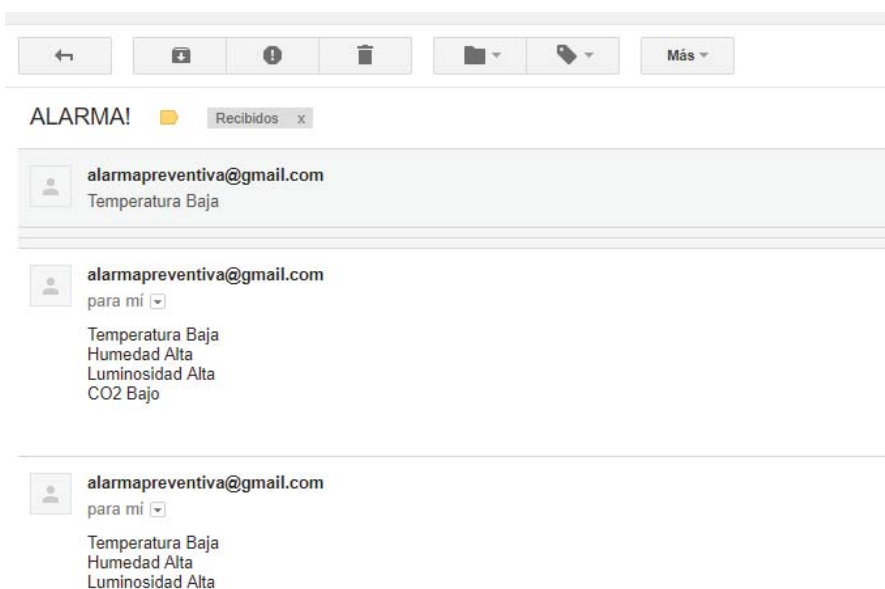 Más
ALARMA! Recibidos x
alarmapreventiva@gmail.com
Temperatura Baja
alarmapreventiva@gmail.com
para mí
Temperatura Baja
Humedad Alta
Luminosidad Alta
CO2 Bajo
alarmapreventiva@gmail.com
para mí
Temperatura Baja
Humedad Alta
Luminosidad Alta